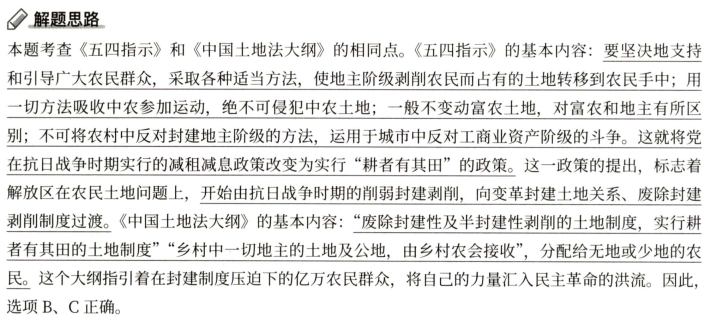 解题思路
本题考查《五四指示》和《中国土地法大纲》的相同点。《五四指示》的基本内容：要坚决地支持
和引导广大农民群众，采取各种适当方法，使地主阶级剥削农民而占有的土地转移到农民手中；用
一切方法吸收中农参加运动，绝不可侵犯中农土地；一般不变动富农土地，对富农和地主有所区
别；不可将农村中反对封建地主阶级的方法，运用于城市中反对工商业资产阶级的斗争。这就将党
在抗日战争时期实行的减租减息政策改变为实行“耕者有其田”的政策。这一政策的提出，标志着
解放区在农民土地问题上，开始由抗日战争时期的削弱封建剥削，向变革封建土地关系、废除封建
剥削制度过渡。《中国土地法大纲》的基本内容：“废除封建性及半封建性剥削的土地制度，实行耕
者有其田的土地制度”“乡村中一切地主的土地及公地，由乡村农会接收”，分配给无地或少地的农
民。这个大纲指引着在封建制度压迫下的亿万农民群众，将自己的力量汇入民主革命的洪流。因此，
选项 B、C 正确。